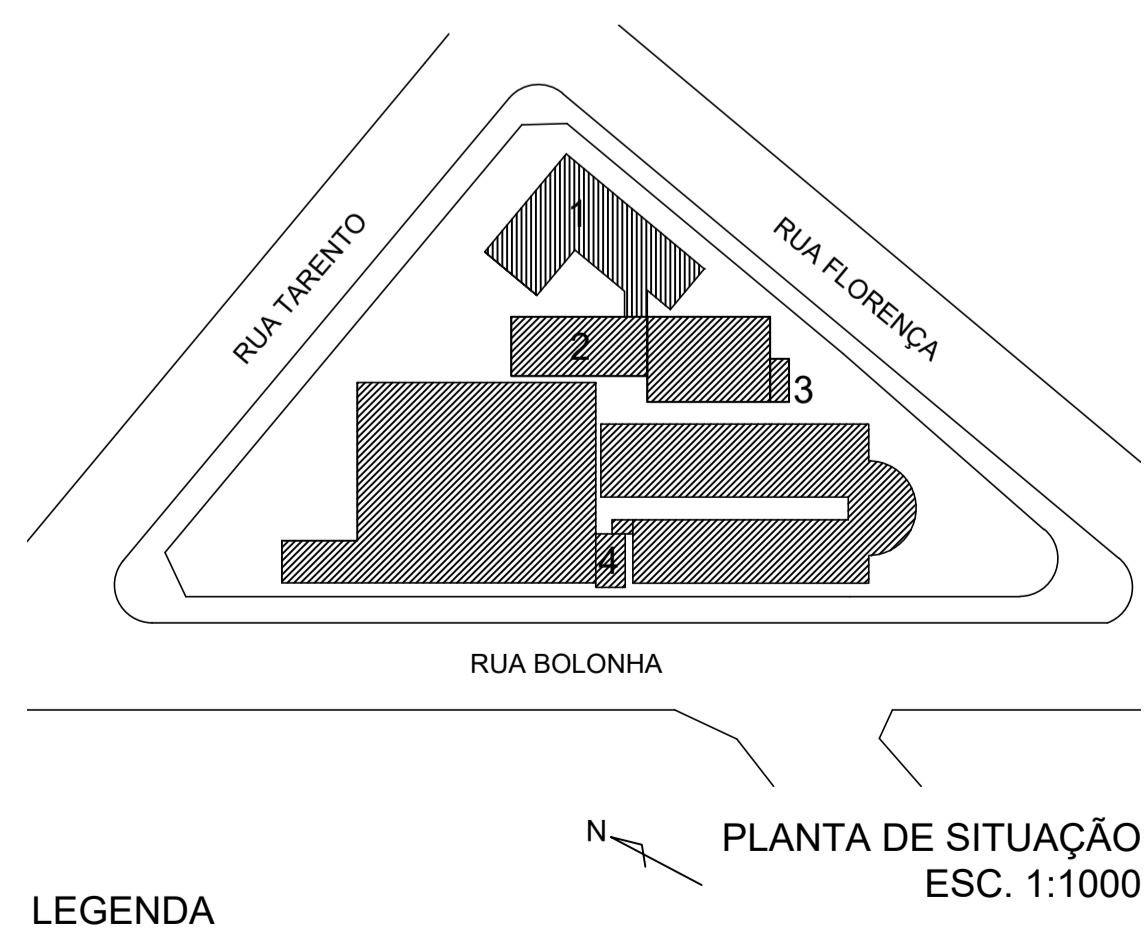 1
RUA TARENTO
RUA FLORENÇA
2
3
4
RUA BOLONHA
N
PLANTA DE SITUAÇÃO
ESC. 1:1000
LEGENDA